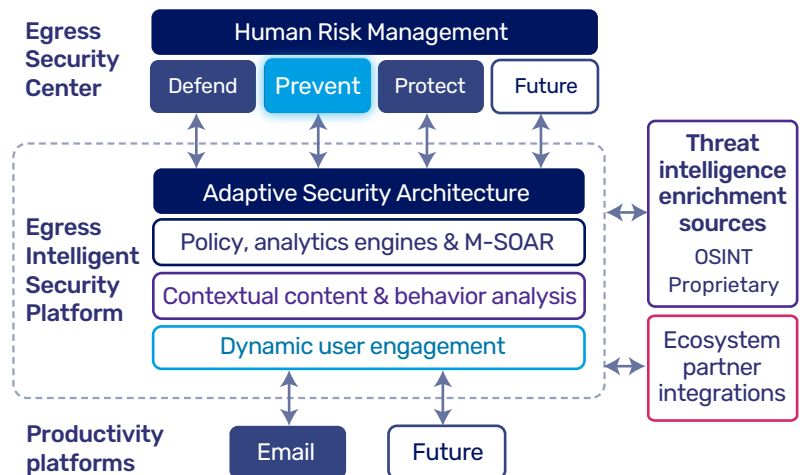 Egress
Security
Center
Human Risk Management
Defend
Prevent
Protect
Future
Egress
Intelligent
Security
Platform
Adaptive Security Architecture
Policy, analytics engines & M-SOAR
Contextual content & behavior analysis
Dynamic user engagement
Threat
intelligence
enrichment
sources
OSINT
Proprietary
Ecosystem
partner
integrations
Productivity
platforms
Email
Future